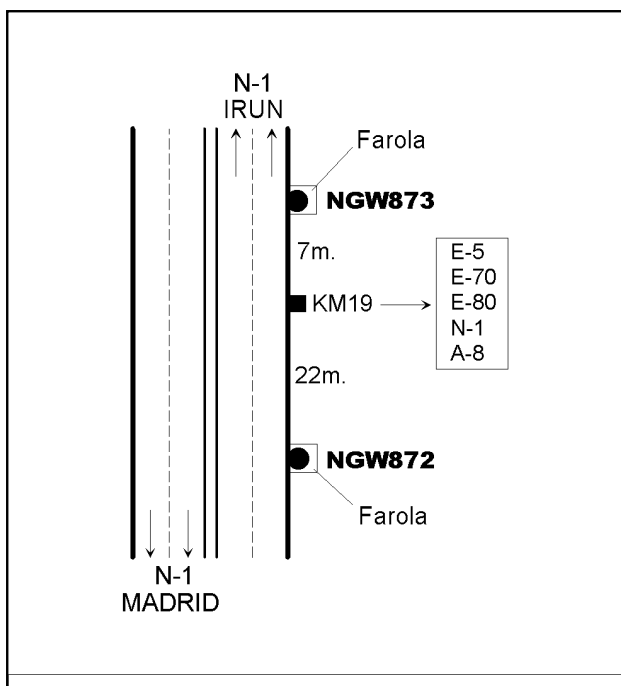 N-1
IRUN
Farola
NGW873
7m.
KM19
E-5
E-70
E-80
N-1
A-8
22m.
NGW872
Farola
N-1
MADRID